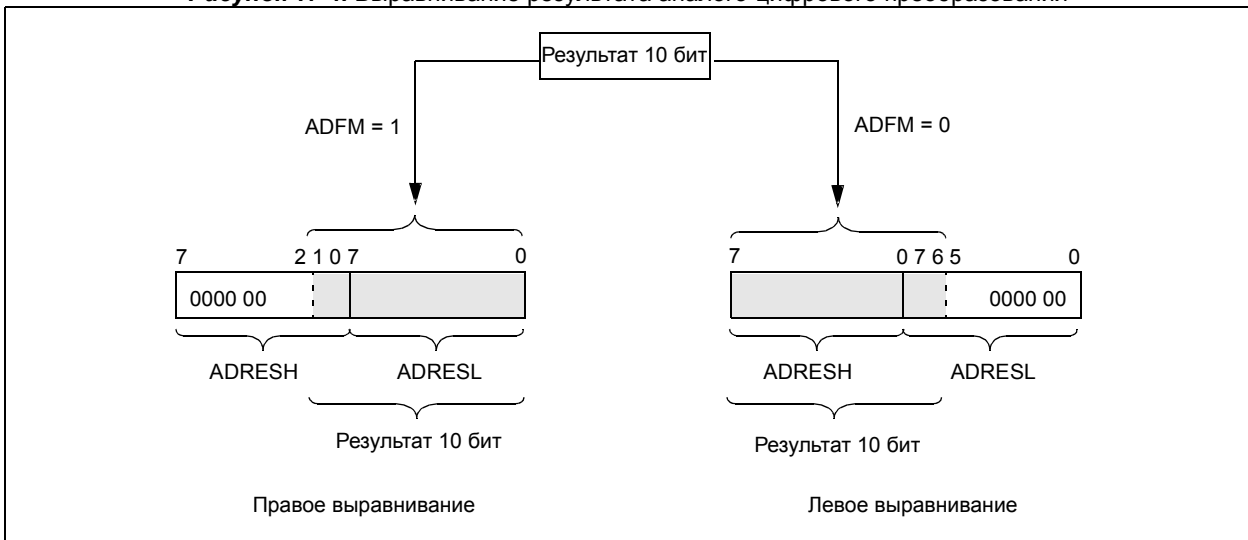 Результат 10 бит
ADFM = 1
ADFM = 0
7 2 1 0 7 0
7 0 7 6 5 0
0000 00
0000 00
ADRESH ADRESL
ADRESH ADRESL
Результат 10 бит
Результат 10 бит
Правое выравнивание
Левое выравнивание